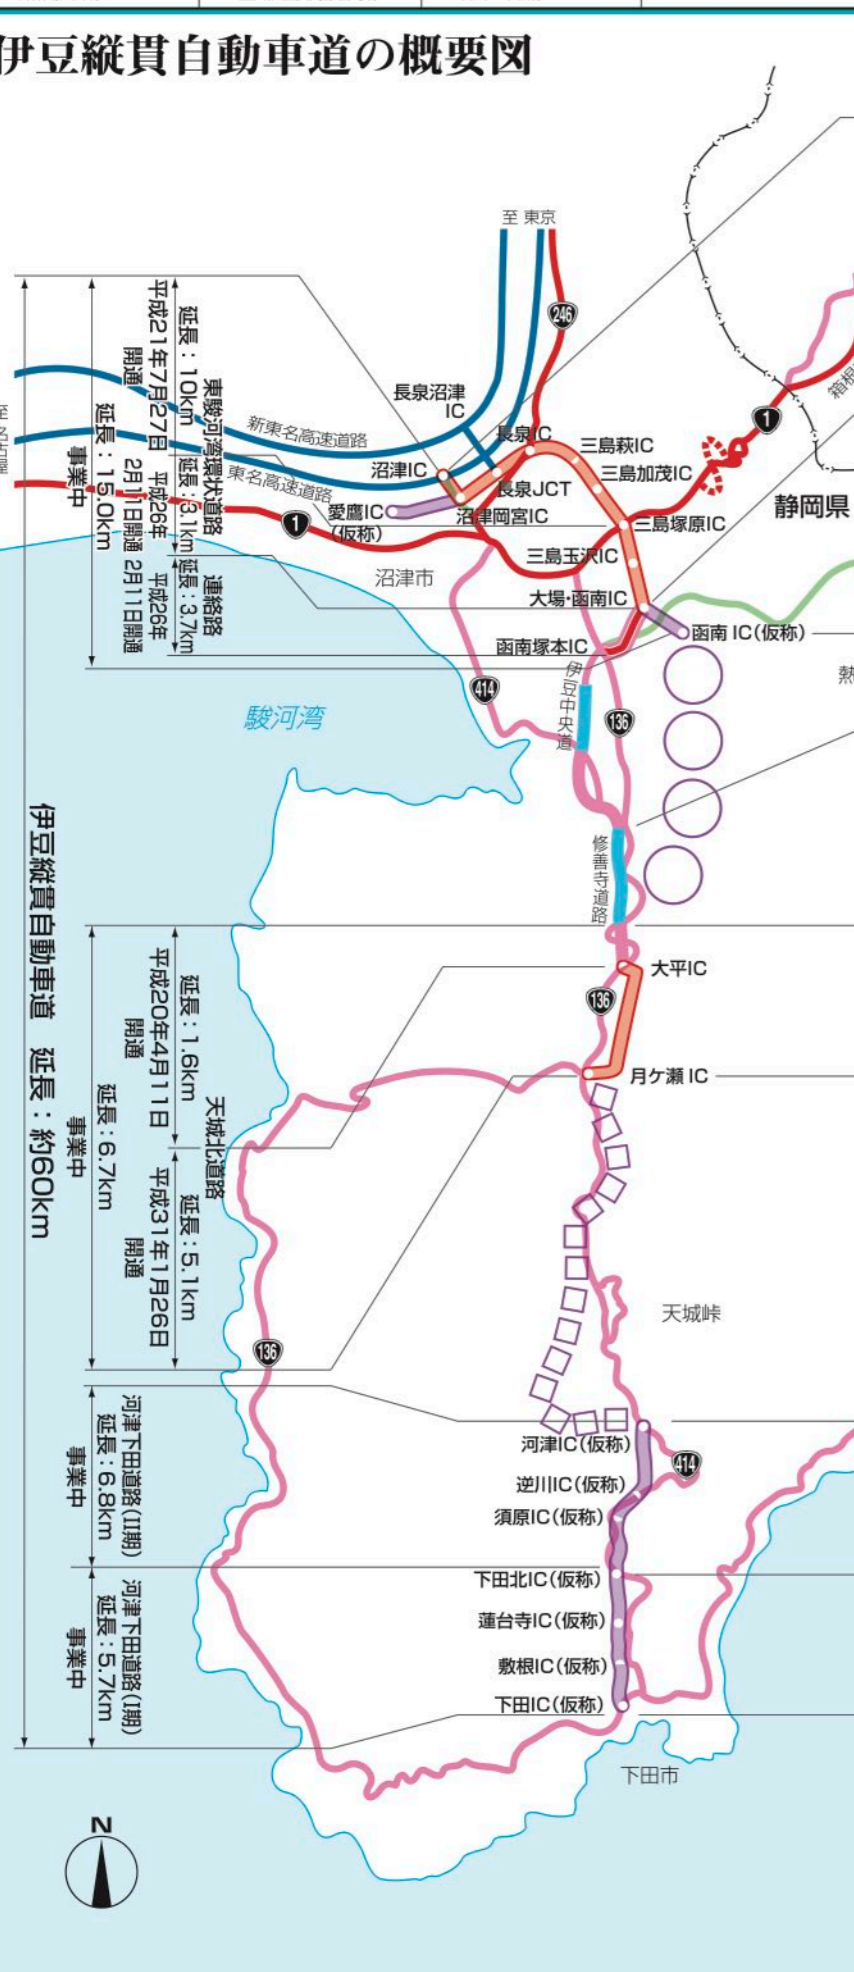 伊豆縦貫自動車道の概要図
至 東京
246
長泉沼津
IC
新東名高速道路
長泉IC
三島萩IC
1
沼津IC
三島加茂IC
東名高速道路
長泉JCT
愛鷹IC
(仮称)
沼津岡宮IC
三島塚原IC
静岡県
1
三島玉沢IC
沼津市
大場・函南IC
函南塚本IC
函南 IC(仮称)
伊豆中央道
414
136
駿河湾
修善寺道路
大平IC
136
月ケ瀬 IC
天城峠
136
河津IC(仮称)
414
逆川IC(仮称)
須原IC(仮称)
下田北IC(仮称)
蓮台寺IC(仮称)
敷根IC(仮称)
下田IC(仮称)
下田市
東駿河湾環状道路
延長:10km
平成21年7月27日
開通
延長:3.1km
平成26年
2月11日開通
連絡路
延長:3.7km
平成26年
2月11日開通
延長:15.0km
事業中
伊豆縦貫自動車道 延長:約60km
天城北道路
延長:1.6km
平成20年4月11日
開通
延長:5.1km
平成31年1月26日
開通
延長:6.7km
事業中
河津下田道路(II期)
延長:6.8km
事業中
河津下田道路(I期)
延長:5.7km
事業中
N